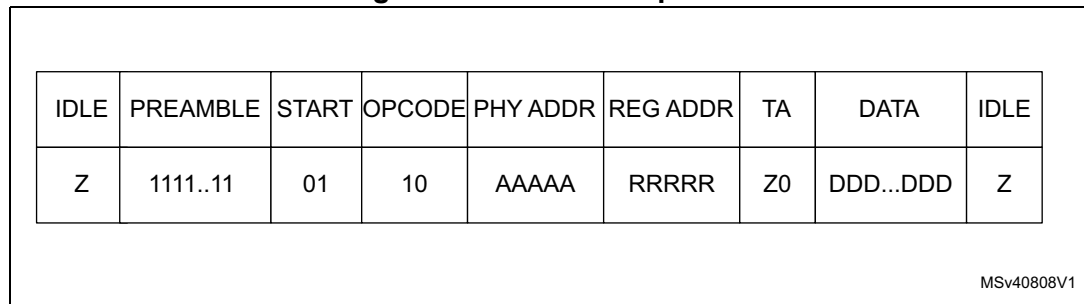 IDLE PREAMBLE START OPCODE PHY ADDR REG ADDR TA DATA IDLE
Z 1111..11 01 10 AAAAA RRRRR Z0 DDD...DDD Z
MSv40808V1